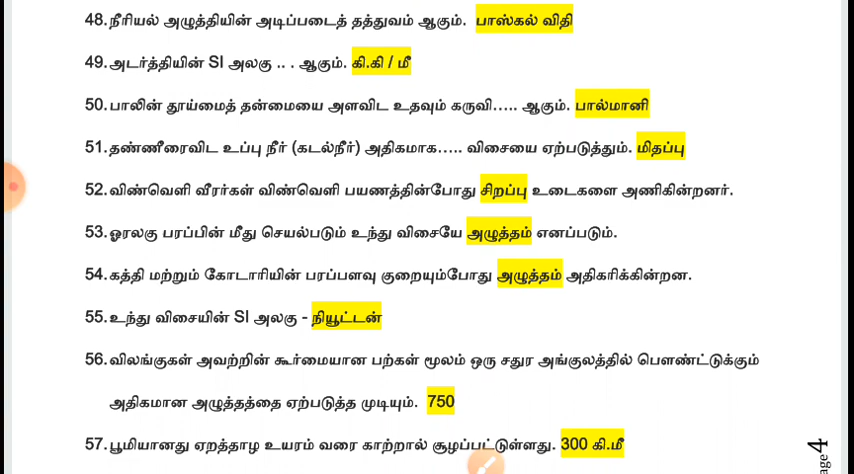 48.நீரியல் அழுத்தியின் அடிப்படைத் தத்துவம் ஆகும். பாஸ்கல் விதி
49.அடர்த்தியின் SI அலகு .. . ஆகும். கி.கி / மீ
50.பாலின் தூய்மைத் தன்மையை அளவிட உதவும் கருவி..... ஆகும். பால்மானி
51.தண்ணீரைவிட உப்பு நீர் (கடல்நீர்) அதிகமாக..... விசையை ஏற்படுத்தும். மிதப்பு
52.விண்வெளி வீரர்கள் விண்வெளி பயணத்தின்போது சிறப்பு உடைகளை அணிகின்றனர்.
53.ஓரலகு பரப்பின் மீது செயல்படும் உந்து விசையே அழுத்தம் எனப்படும்.
54.கத்தி மற்றும் கோடாரியின் பரப்பளவு குறையும்போது அழுத்தம் அதிகரிக்கின்றன.
55.உந்து விசையின் SI அலகு - நியூட்டன்
56.விலங்குகள் அவற்றின் கூர்மையான பற்கள் மூலம் ஒரு சதுர அங்குலத்தில் பௌண்ட்டுக்கும்
அதிகமான அழுத்தத்தை ஏற்படுத்த முடியும். 750
57.பூமியானது ஏறத்தாழ உயரம் வரை காற்றால் சூழப்பட்டுள்ளது. 300 கி.மீ
age4